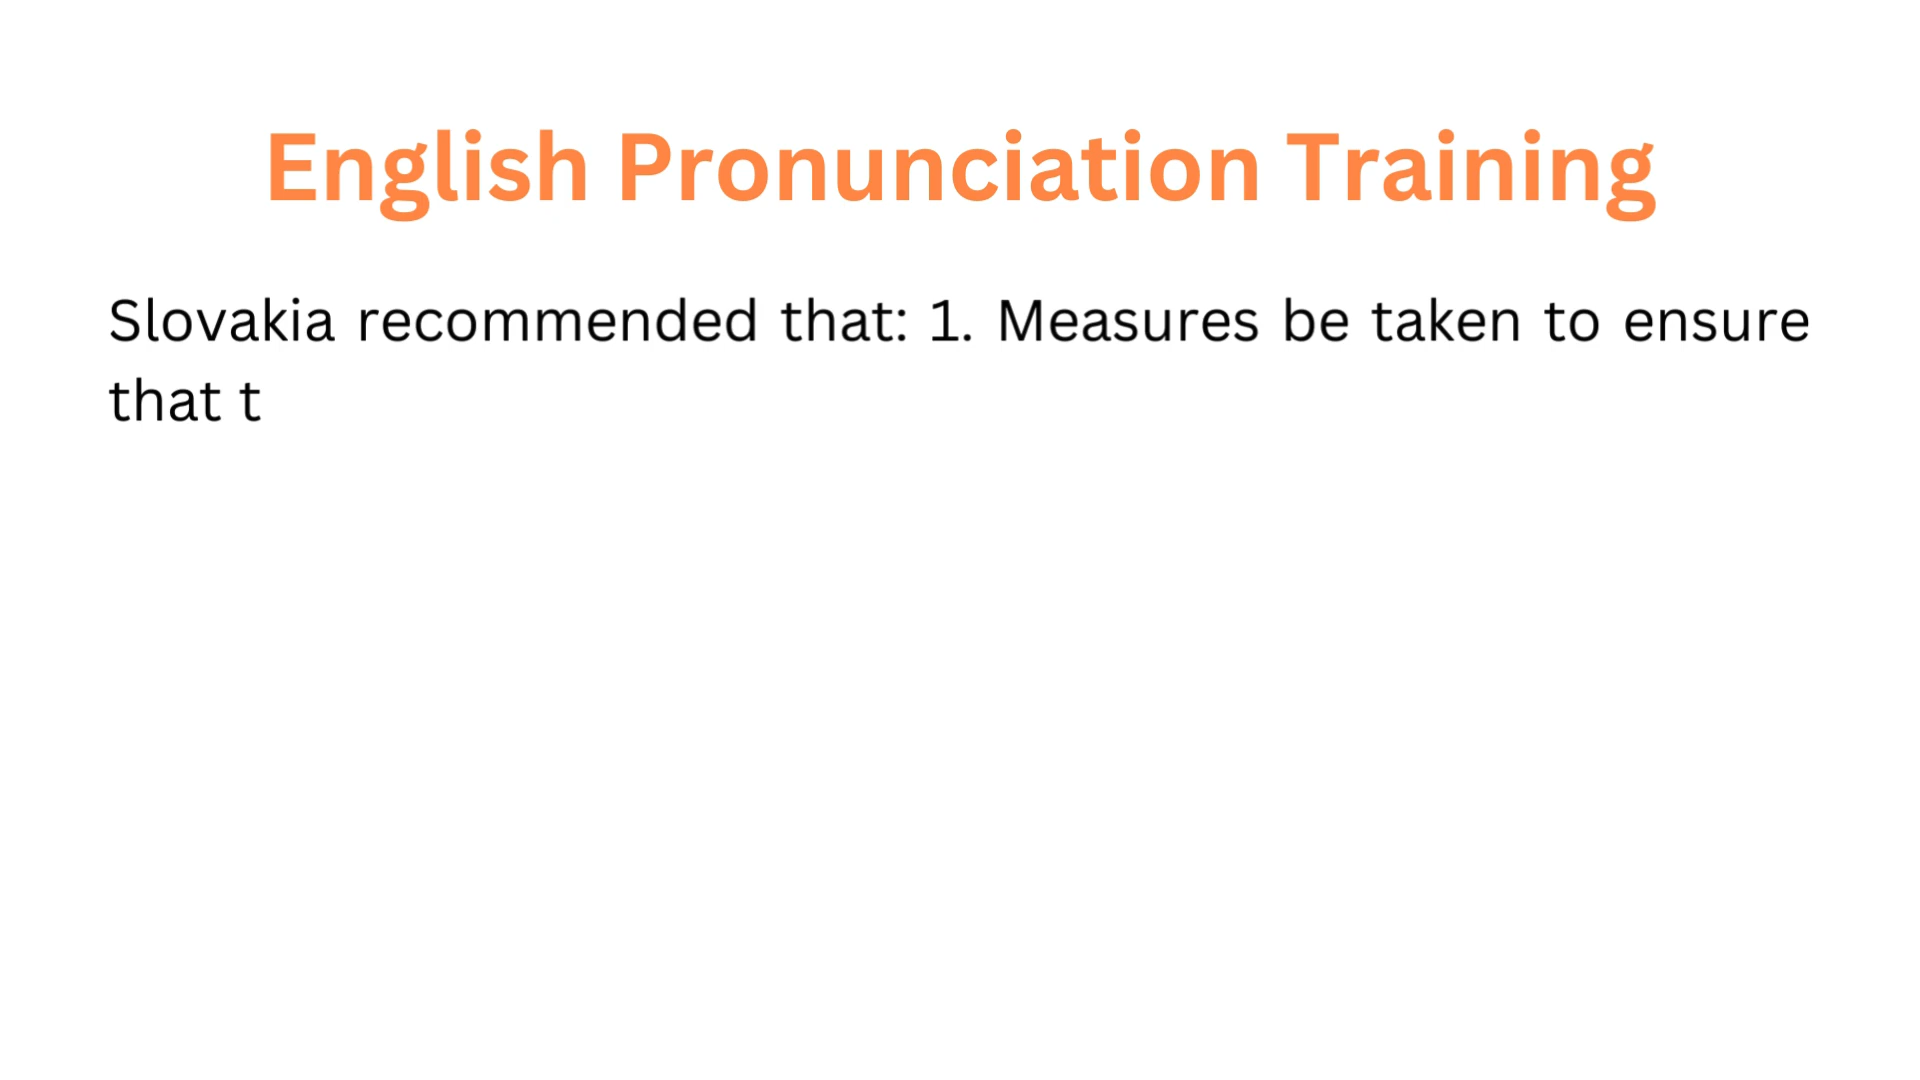 English Pronunciation Training
Slovakia recommended that: 1. Measures be taken to ensure
that t